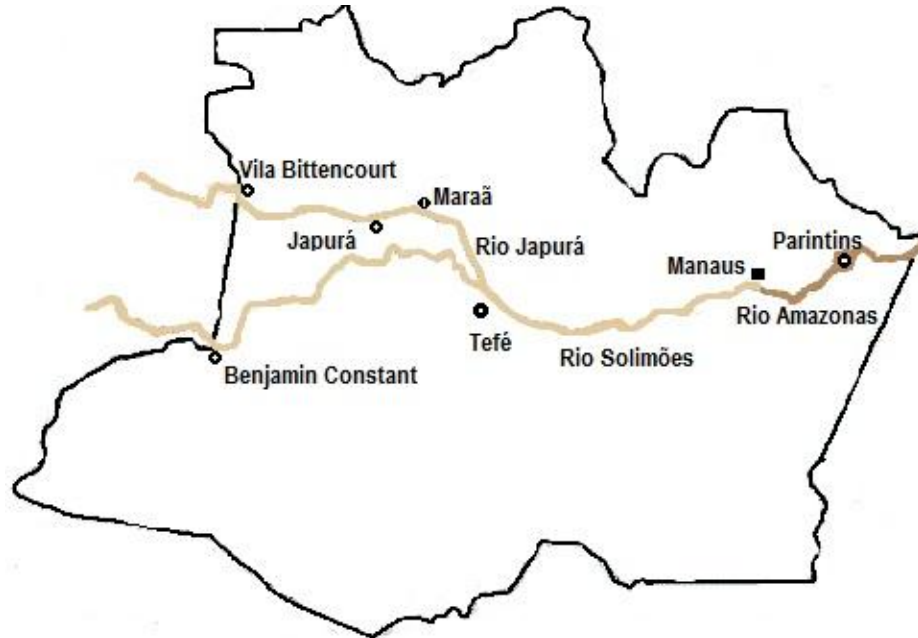 Vila Bittencourt
Maraã
Japurá
Rio Japurá
Parintins
Manaus
Rio Amazonas
Tefé
Rio Solimões
Benjamin Constant